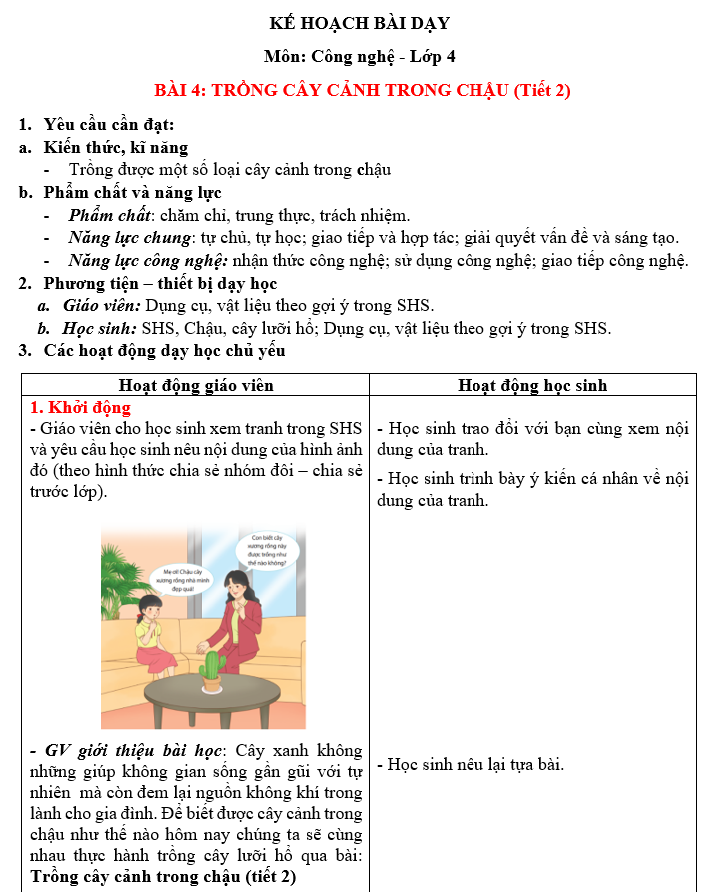 KẾ HOẠCH BÀI DẠY
Môn: Công nghệ - Lớp 4
BÀI 4: TRỒNG CÂY CẢNH TRONG CHẬU (Tiết 2)
1. Yêu cầu cần đạt:
a. Kiến thức, kĩ năng
- Trồng được một số loại cây cảnh trong chậu
b. Phẩm chất và năng lực
- Phẩm chất: chăm chỉ, trung thực, trách nhiệm.
- Năng lực chung: tự chủ, tự học; giao tiếp và hợp tác; giải quyết vấn đề và sáng tạo.
- Năng lực công nghệ: nhận thức công nghệ; sử dụng công nghệ; giao tiếp công nghệ.
2. Phương tiện – thiết bị dạy học
a. Giáo viên: Dụng cụ, vật liệu theo gợi ý trong SHS.
b. Học sinh: SHS, Chậu, cây lưỡi hổ; Dụng cụ, vật liệu theo gợi ý trong SHS.
3. Các hoạt động dạy học chủ yếu
Hoạt động giáo viên
1. Khởi động
- Giáo viên cho học sinh xem tranh trong SHS
và yêu cầu học sinh nêu nội dung của hình ảnh
đó (theo hình thức chia sẻ nhóm đôi – chia sẻ
trước lớp).
Mẹ ơi! Chậu cây
xương rồng nhà mình
đẹp quá!
Con biết cây
xương rồng này
được trồng như
thế nào không?
- GV giới thiệu bài học: Cây xanh không
những giúp không gian sống gần gũi với tự
nhiên mà còn đem lại nguồn không khí trong
lành cho gia đình. Để biết được cây cảnh trong
chậu như thế nào hôm nay chúng ta sẽ cùng
nhau thực hành trồng cây lưỡi hổ qua bài:
Trồng cây cảnh trong chậu (tiết 2)
Hoạt động học sinh
- Học sinh trao đổi với bạn cùng xem nội
dung của tranh.
- Học sinh trình bày ý kiến cá nhân về nội
dung của tranh.
- Học sinh nêu lại tựa bài.